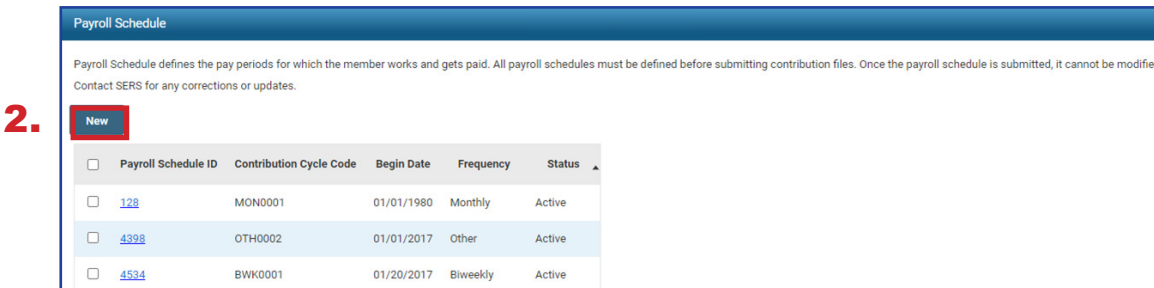 Payroll Schedule
Payroll Schedule defines the pay periods for which the member works and gets paid. All payroll schedules must be defined before submitting contribution files. Once the payroll schedule is submitted, it cannot be modifie
Contact SERS for any corrections or updates.
2.
New
Payroll Schedule ID Contribution Cycle Code Begin Date Frequency Status
128 MON0001 01/01/1980 Monthly Active
4398 OTH0002 01/01/2017 Other Active
4534 BWK0001 01/20/2017 Biweekly Active